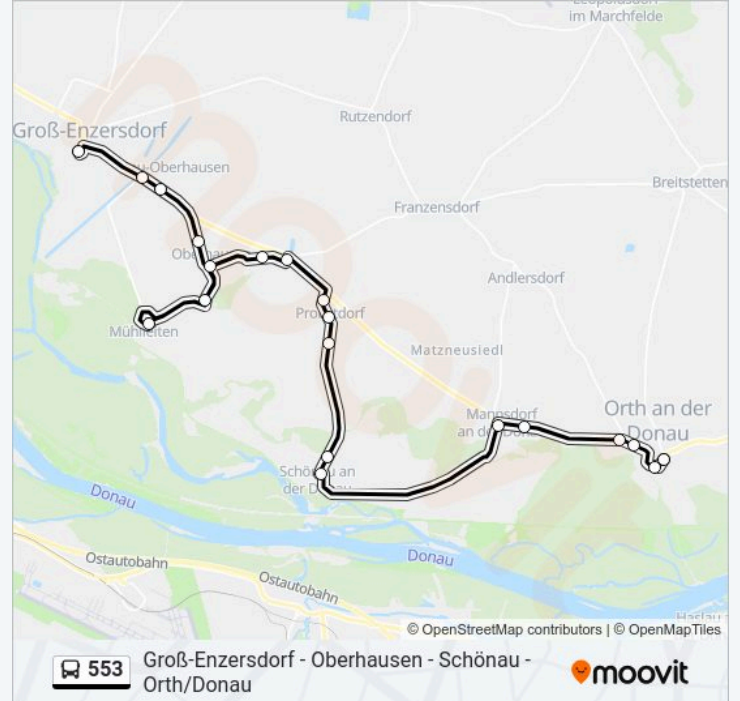 im Marchfelde
Rutzendorf
Groß-Enzersdorf
-Oberhausen
Breitstetten
Franzensdorf
Andlersdorf
Mühlleiten
Matzneusiedl
Orth an der
Donau
Mannsdorf
an der Donau
Schönau an
der Donau
Donau
Ostautobahn
Donau
Ostautobahn
© OpenStreetMap contributors | © OpenMapTiles
553
Groß-Enzersdorf - Oberhausen - Schönau -
Orth/Donau
moovit